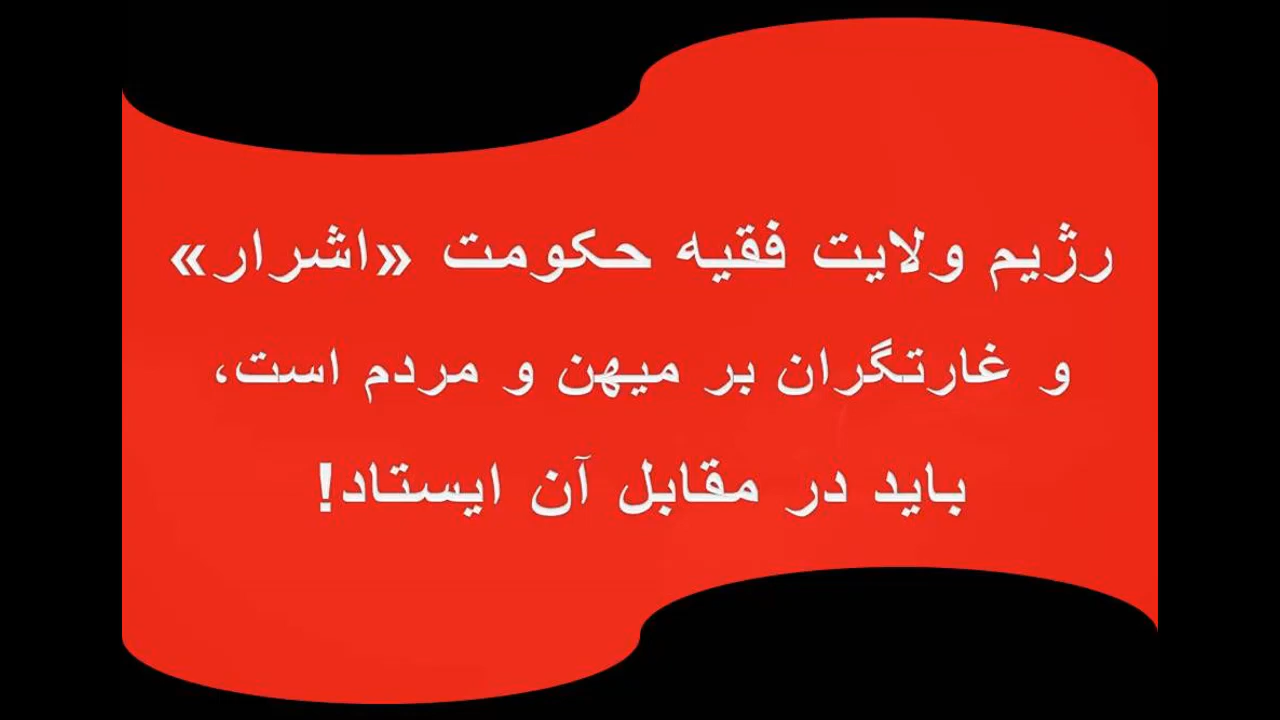 رژیم ولایت فقیه حکومت «اشرار»
و غارتگران بر میهن و مردم است،
باید در مقابل آن ایستاد!